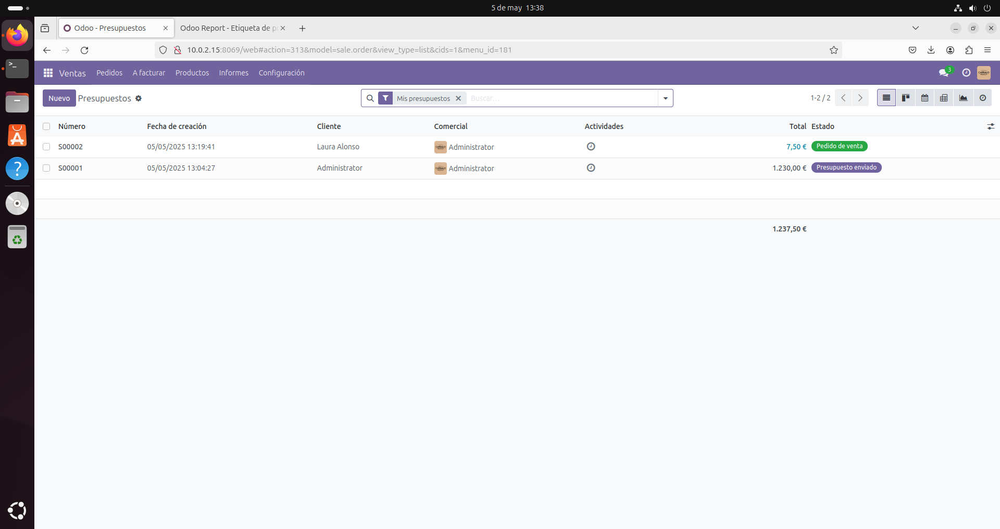 5 de may 13:38
Odoo - Presupuestos
Odoo Report - Etiqueta de p
10.0.2.15:8069/web#action=313&model=sale.order&view_type=list&cids=1&menu_id=181
Ventas Pedidos A facturar Productos Informes Configuración 3
Nuevo Presupuestos Mis presupuestos Buscar... 1-2 / 2
Número Fecha de creación Cliente Comercial Actividades Total Estado
S00002 05/05/2025 13:19:41 Laura Alonso Administrator 7,50 € Pedido de venta
S00001 05/05/2025 13:04:27 Administrator Administrator 1.230,00 € Presupuesto enviado
1.237,50 €